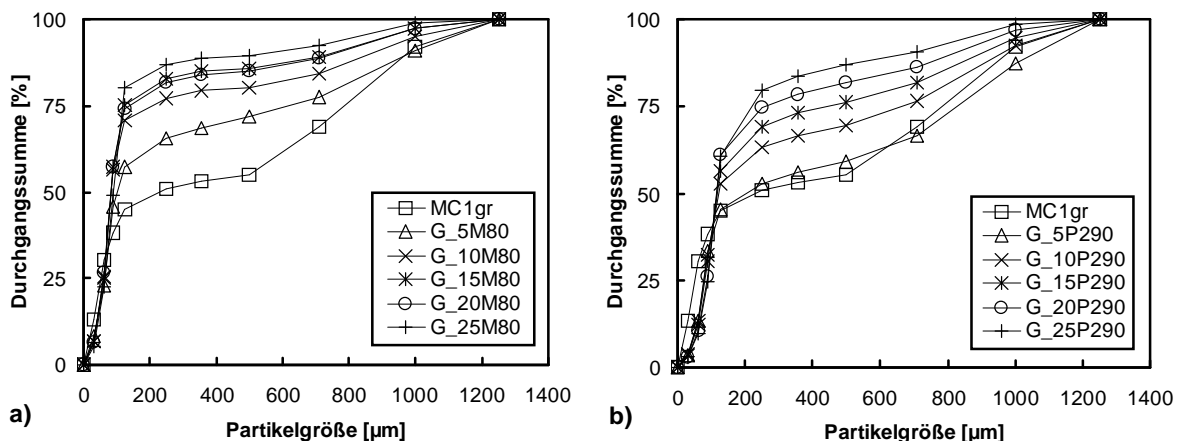 100
75
50
25
0
Durchgangssumme [%]
0 200 400 600 800 1000 1200 1400
Partikelgröße [µm]
a)
MC1gr
G_5M80
G_10M80
G_15M80
G_20M80
G_25M80
100
75
50
25
0
Durchgangssumme [%]
0 200 400 600 800 1000 1200 1400
Partikelgröße [µm]
b)
MC1gr
G_5P290
G_10P290
G_15P290
G_20P290
G_25P290